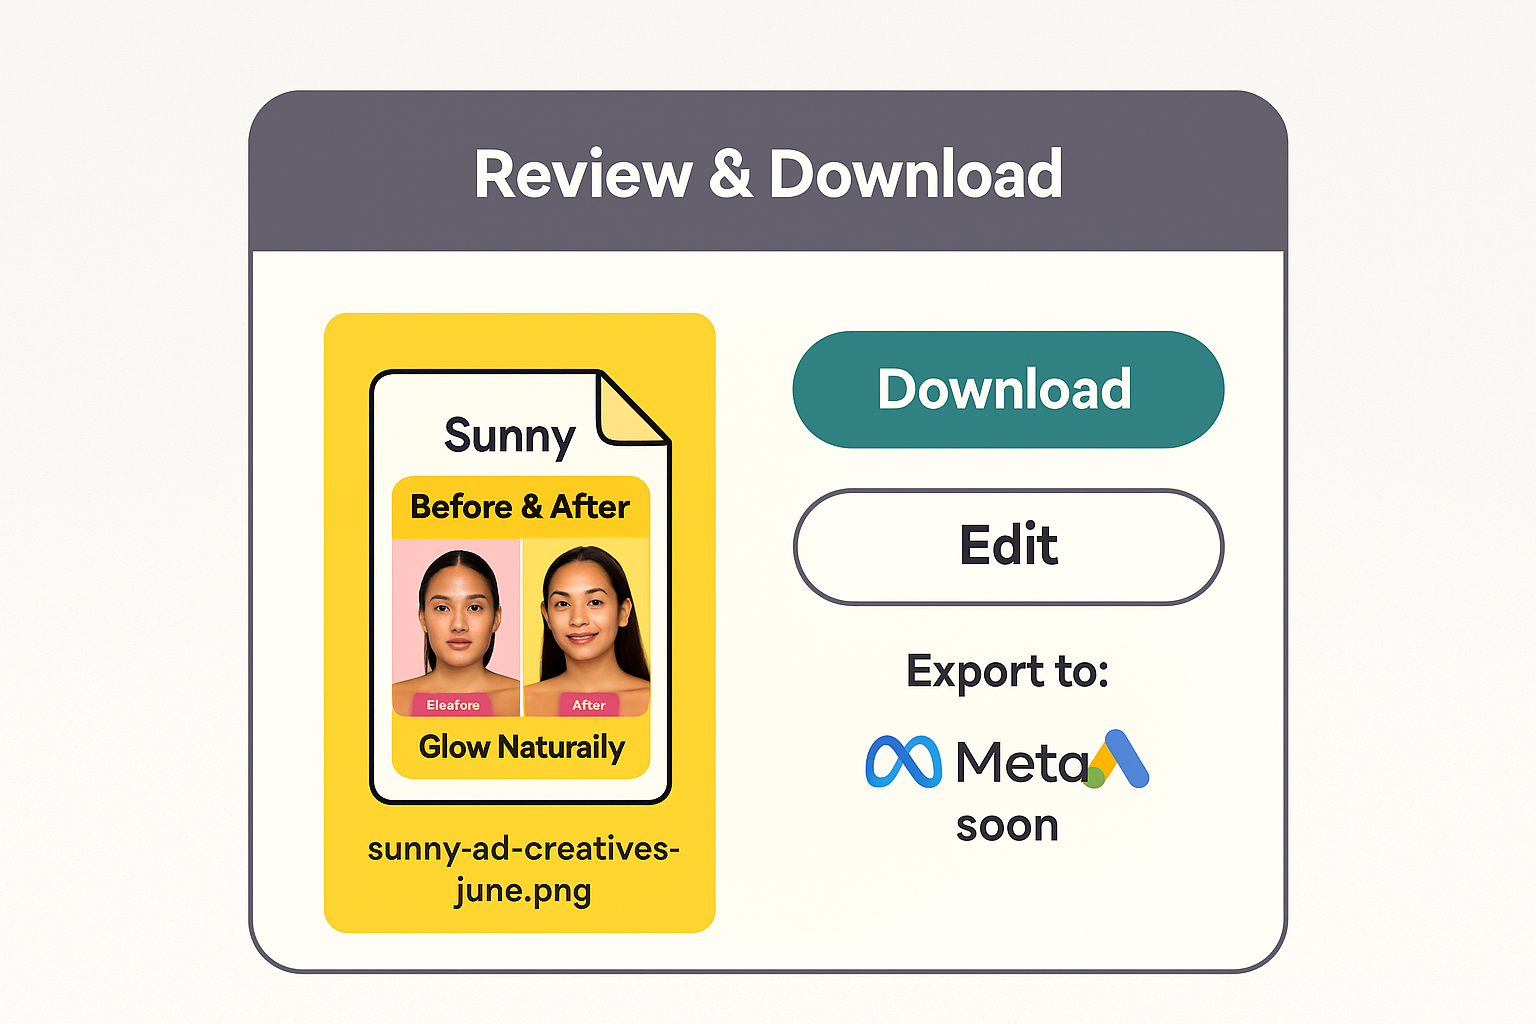 Review & Download
Sunny
Before & After
Eleafore
After
Glow Naturaily
sunny-ad-creatives-
june.png
Download
Edit
Export to:
Meta
soon